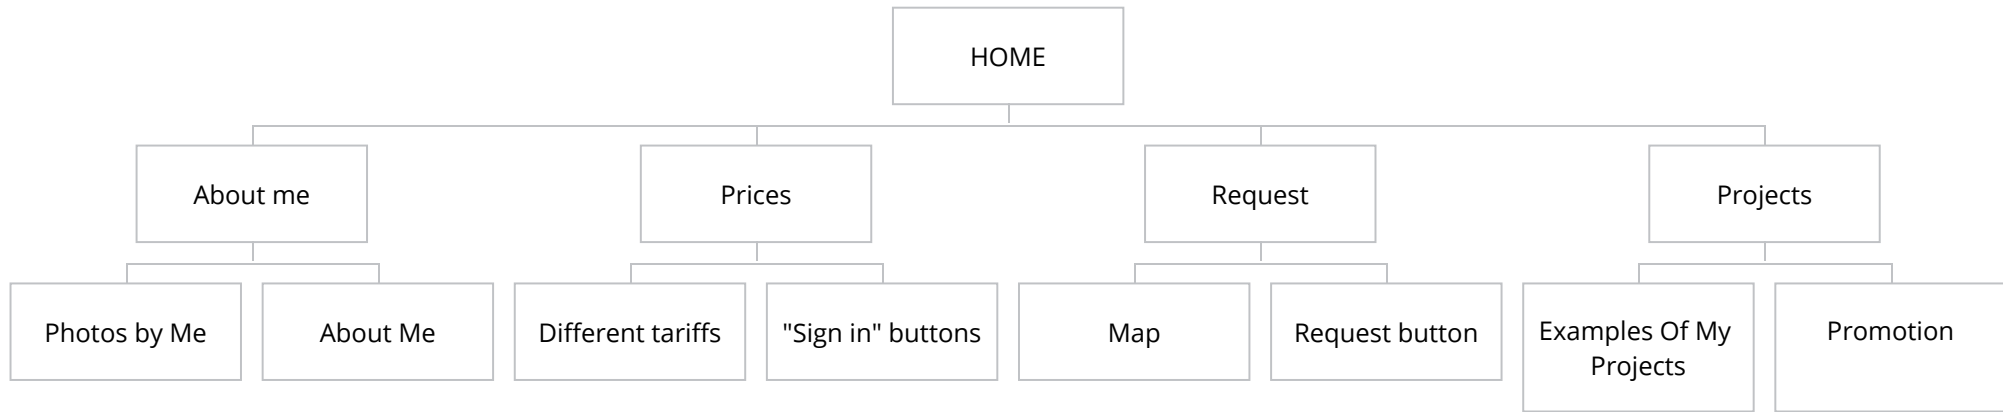 HOME
About me
Prices
Request
Projects
Photos by Me
About Me
Different tariffs
"Sign in" buttons
Map
Request button
Examples Of My
Projects
Promotion